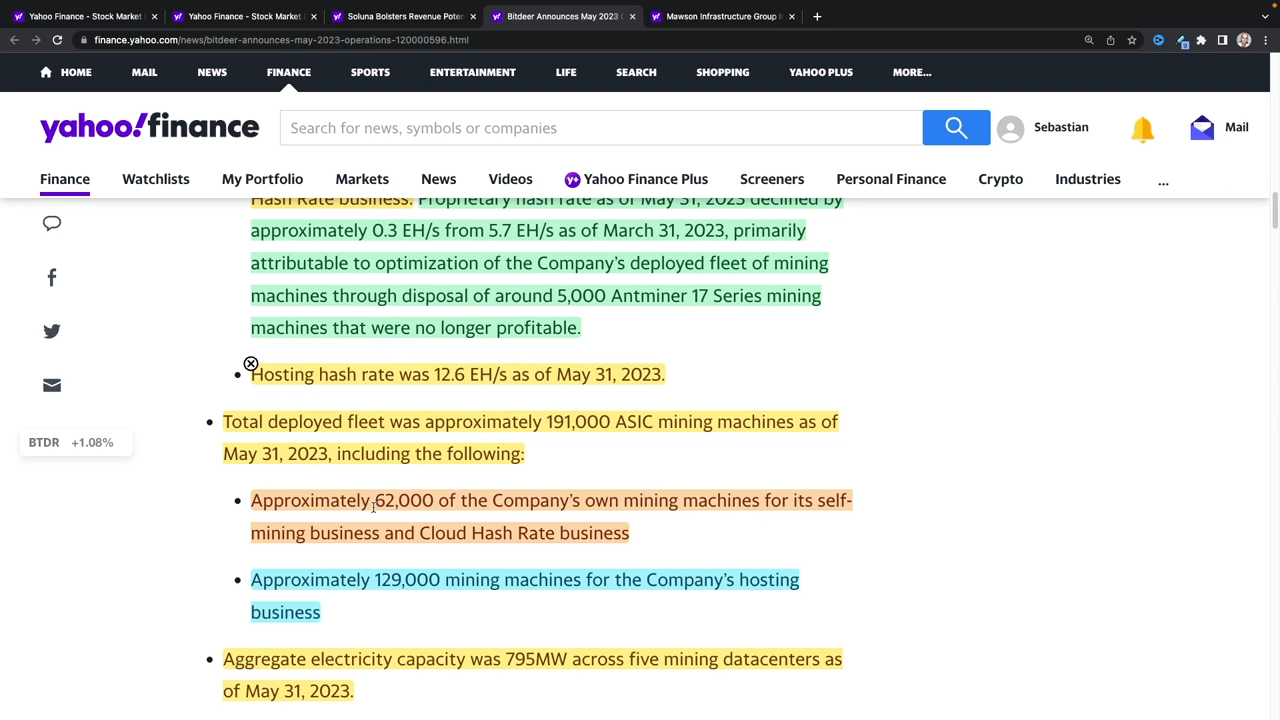 Yahoo Finance - Stock Market
Yahoo Finance - Stock Market
Soluna Bolsters Revenue Poten
Bitdeer Announces May 2023
Mawson Infrastructure Group
finance.yahoo.com/news/bitdeer-announces-may-2023-operations-120000596.html
HOME MAIL NEWS FINANCE SPORTS ENTERTAINMENT LIFE SEARCH SHOPPING YAHOO PLUS MORE...
yahoo!finance
Search for news, symbols or companies
Sebastian
Mail
Finance Watchlists My Portfolio Markets News Videos Yahoo Finance Plus Screeners Personal Finance Crypto Industries ...
Hash Rate business. Proprietary hash rate as of May 31, 2023 declined by
approximately 0.3 EH/s from 5.7 EH/s as of March 31, 2023, primarily
attributable to optimization of the Company's deployed fleet of mining
machines through disposal of around 5,000 Antminer 17 Series mining
machines that were no longer profitable.
• Hosting hash rate was 12.6 EH/s as of May 31, 2023.
• Total deployed fleet was approximately 191,000 ASIC mining machines as of
May 31, 2023, including the following:
BTDR +1.08%
• Approximately 62,000 of the Company's own mining machines for its self-
mining business and Cloud Hash Rate business
• Approximately 129,000 mining machines for the Company's hosting
business
• Aggregate electricity capacity was 795MW across five mining datacenters as
of May 31, 2023.